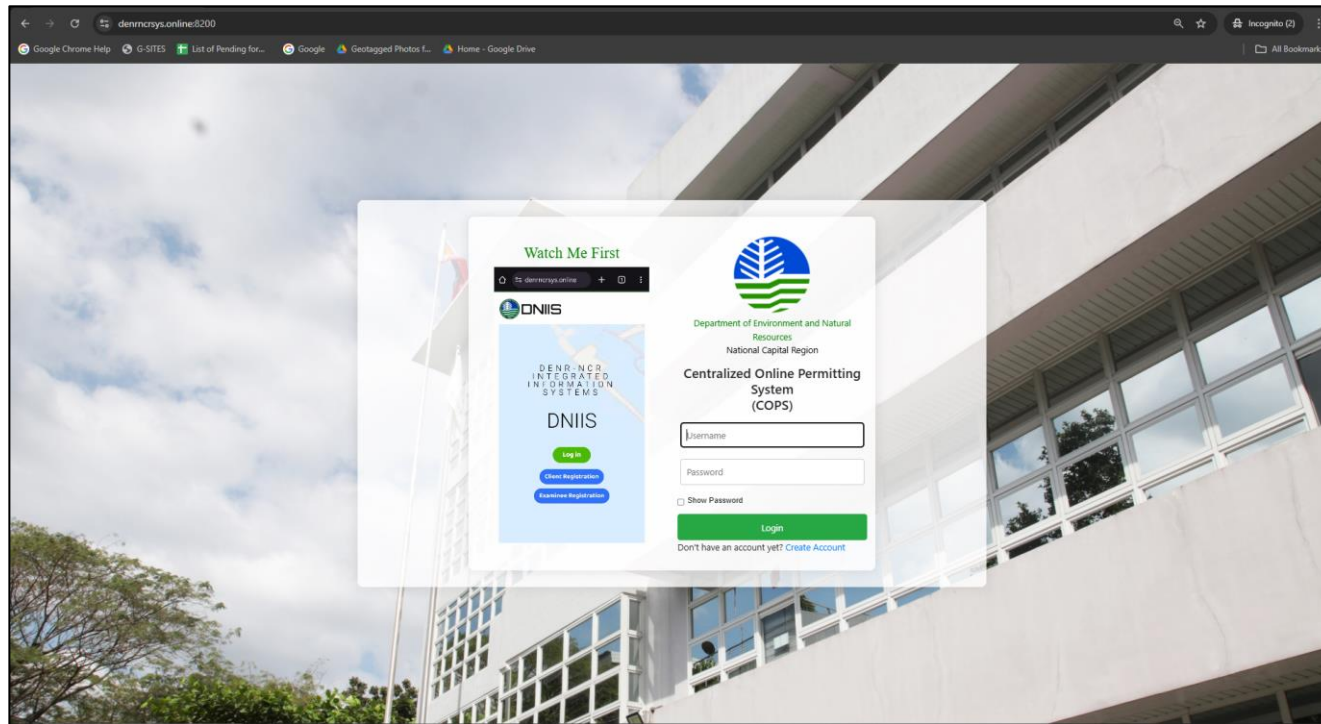 denrncrsys.online:8200
Incognito (2)
Google Chrome Help
G-SITES
List of Pending for...
Google
Geotagged Photos f...
Home - Google Drive
All Bookmarks
Watch Me First
denrncrsys.online
DNIIS
DENR-NCR
INTEGRATED
INFORMATION
SYSTEMS
DNIIS
Log in
Client Registration
Examinee Registration
Department of Environment and Natural
Resources
National Capital Region
Centralized Online Permitting
System
(COPS)
Username
Password
Show Password
Login
Don't have an account yet? Create Account